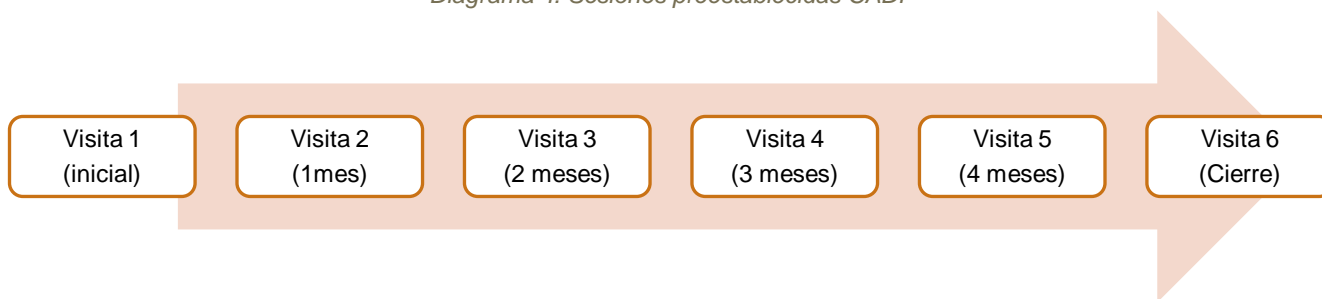 Diagrama 4. Sesiones preestablecidas CADI
Visita 1
(inicial)
Visita 2
(1mes)
Visita 3
(2 meses)
Visita 4
(3 meses)
Visita 5
(4 meses)
Visita 6
(Cierre)